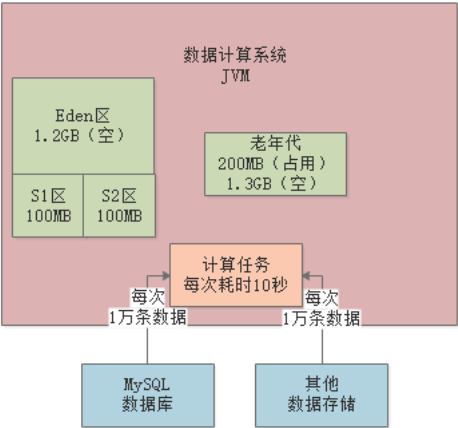 数据计算系统
JVM
Eden区
1.2GB（空）
S1区
100MB
S2区
100MB
老年代
200MB（占用）
1.3GB（空）
计算任务
每次耗时10秒
每次
1万条数据
每次
1万条数据
MySQL
数据库
其他
数据存储